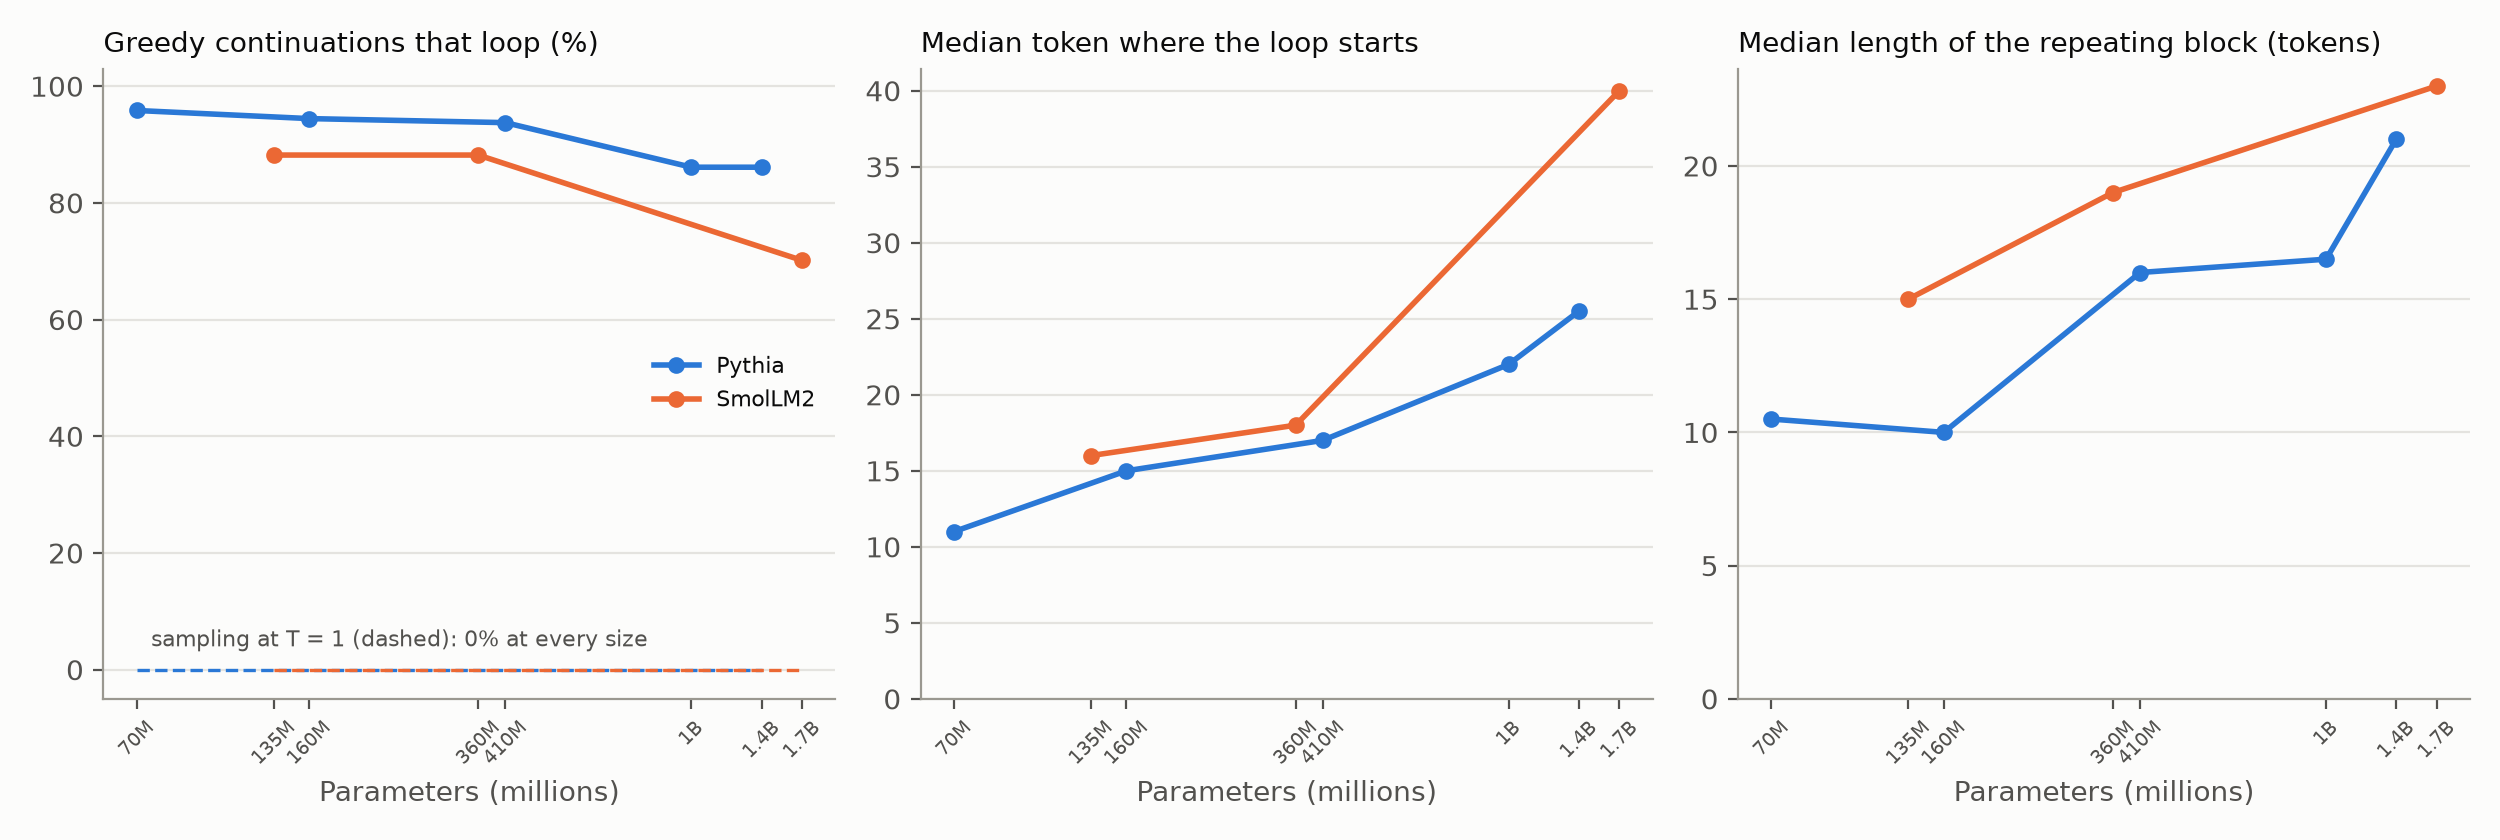 Greedy continuations that loop (%)
100
80
60
40
20
0
Pythia
SmolLM2
sampling at T = 1 (dashed): 0% at every size
70M
135M
160M
360M
410M
1B
1.4B
1.7B
Parameters (millions)
Median token where the loop starts
40
35
30
25
20
15
10
5
0
70M
135M
160M
360M
410M
1B
1.4B
1.7B
Parameters (millions)
Median length of the repeating block (tokens)
20
15
10
5
0
70M
135M
160M
360M
410M
1B
1.4B
1.7B
Parameters (millions)